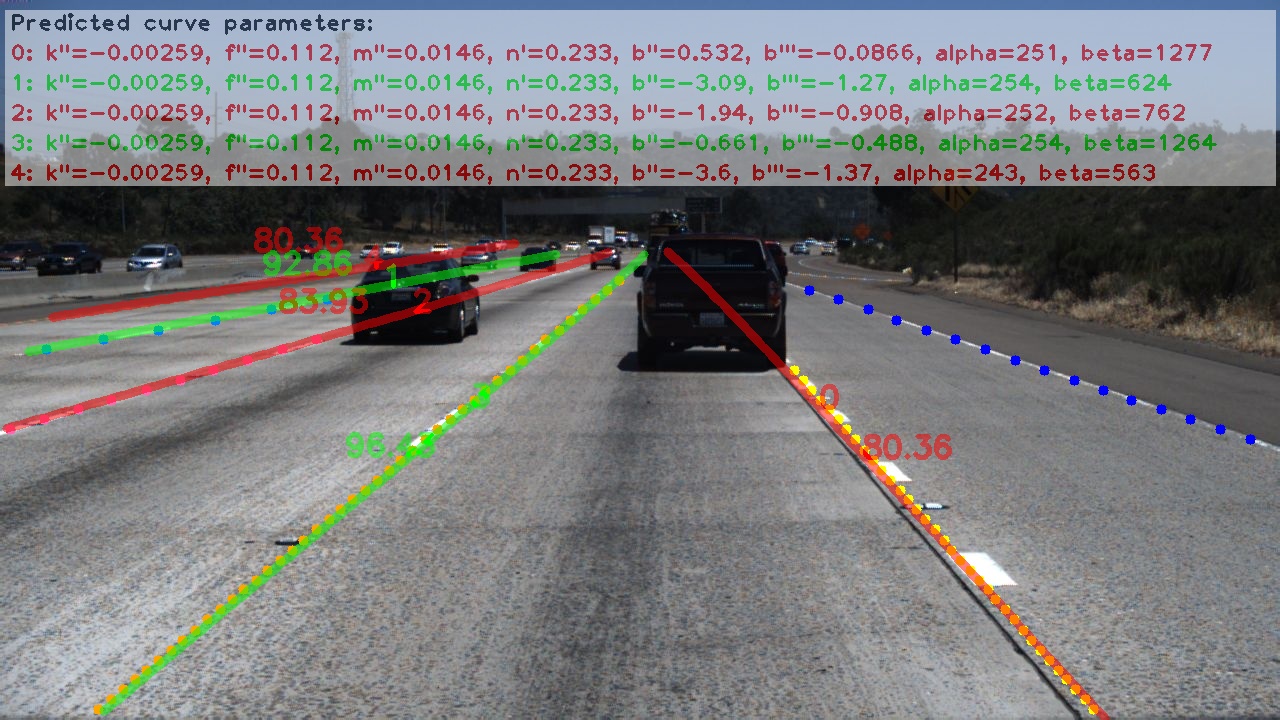 Predicted curve parameters:
0: k''=-0.00259, f''=0.112, m''=0.0146, n'=0.233, b''=0.532, b'''=-0.0866, alpha=251, beta=1277
1: k''=-0.00259, f''=0.112, m''=0.0146, n'=0.233, b''=-3.09, b'''=-1.27, alpha=254, beta=624
2: k''=-0.00259, f''=0.112, m''=0.0146, n'=0.233, b''=-1.94, b'''=-0.908, alpha=252, beta=762
3: k''=-0.00259, f''=0.112, m''=0.0146, n'=0.233, b''=-0.661, b'''=-0.488, alpha=254, beta=1264
4: k''=-0.00259, f''=0.112, m''=0.0146, n'=0.233, b''=-3.6, b'''=-1.37, alpha=243, beta=563
80.36
92.86
1
83.93
2
3
0
80.36